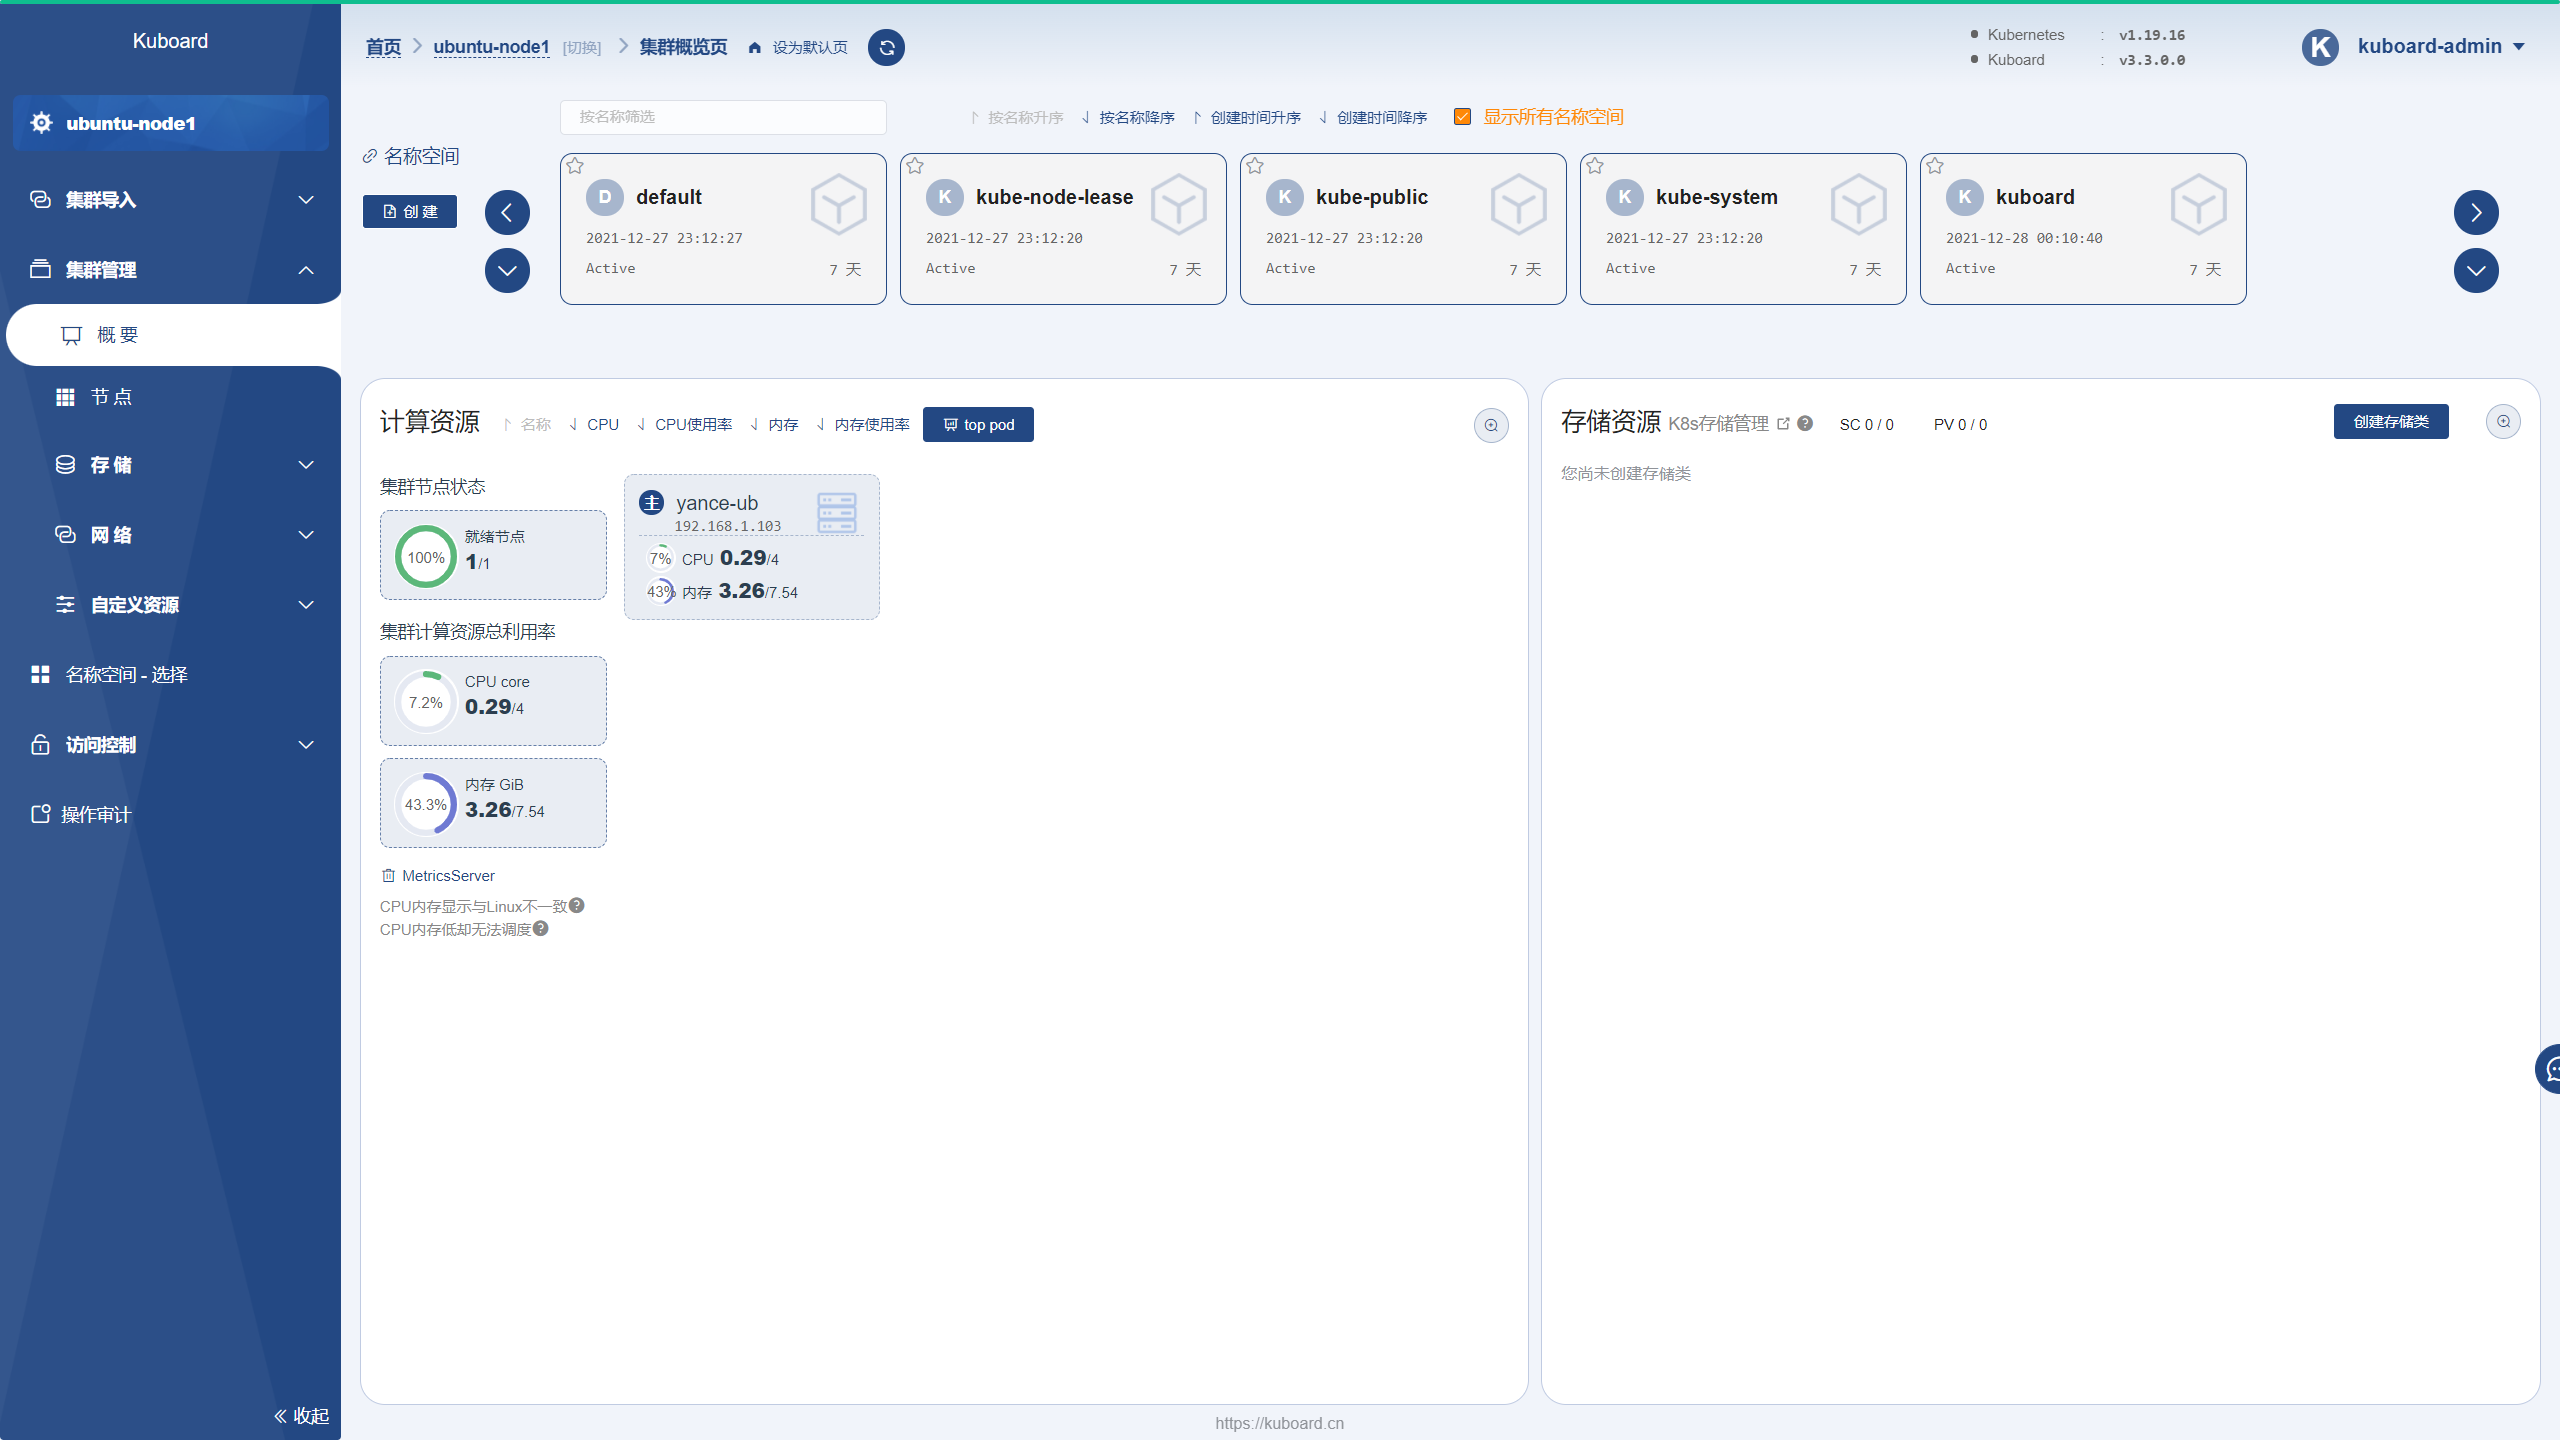 Kuboard
ubuntu-node1
集群导入
集群管理
概 要
节 点
存 储
网 络
自定义资源
名称空间 - 选择
访问控制
操作审计
收起
首页 ubuntu-node1 [切换] 集群概览页 设为默认页
Kubernetes : v1.19.16
Kuboard : v3.3.0.0
K kuboard-admin
按名称筛选 按名称升序 按名称降序 创建时间升序 创建时间降序 显示所有名称空间
名称空间
创 建
D default
2021-12-27 23:12:27
Active 7 天
K kube-node-lease
2021-12-27 23:12:20
Active 7 天
K kube-public
2021-12-27 23:12:20
Active 7 天
K kube-system
2021-12-27 23:12:20
Active 7 天
K kuboard
2021-12-28 00:10:40
Active 7 天
计算资源 名称 CPU CPU使用率 内存 内存使用率 top pod
集群节点状态
100% 就绪节点
1/1
集群计算资源总利用率
7.2% CPU core
0.29/4
43.3% 内存 GiB
3.26/7.54
MetricsServer
CPU内存显示与Linux不一致
CPU内存低却无法调度
主 yance-ub
192.168.1.103
7% CPU 0.29/4
43% 内存 3.26/7.54
存储资源 K8s存储管理 SC 0 / 0 PV 0 / 0 创建存储类
您尚未创建存储类
https://kuboard.cn